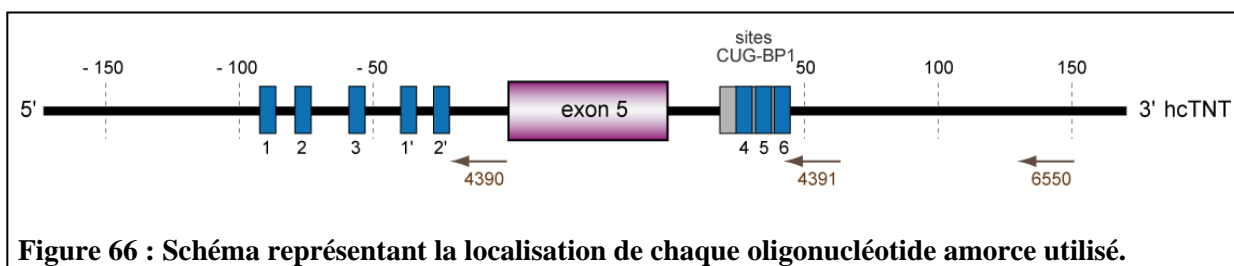 sites
CUG-BP1
- 150 - 100 - 50 50 100 150
5' exon 5 3' hcTNT
1 2 3 1' 2' 4 5 6
4390 4391 6550
Figure 66 : Schéma représentant la localisation de chaque oligonucléotide amorce utilisé.